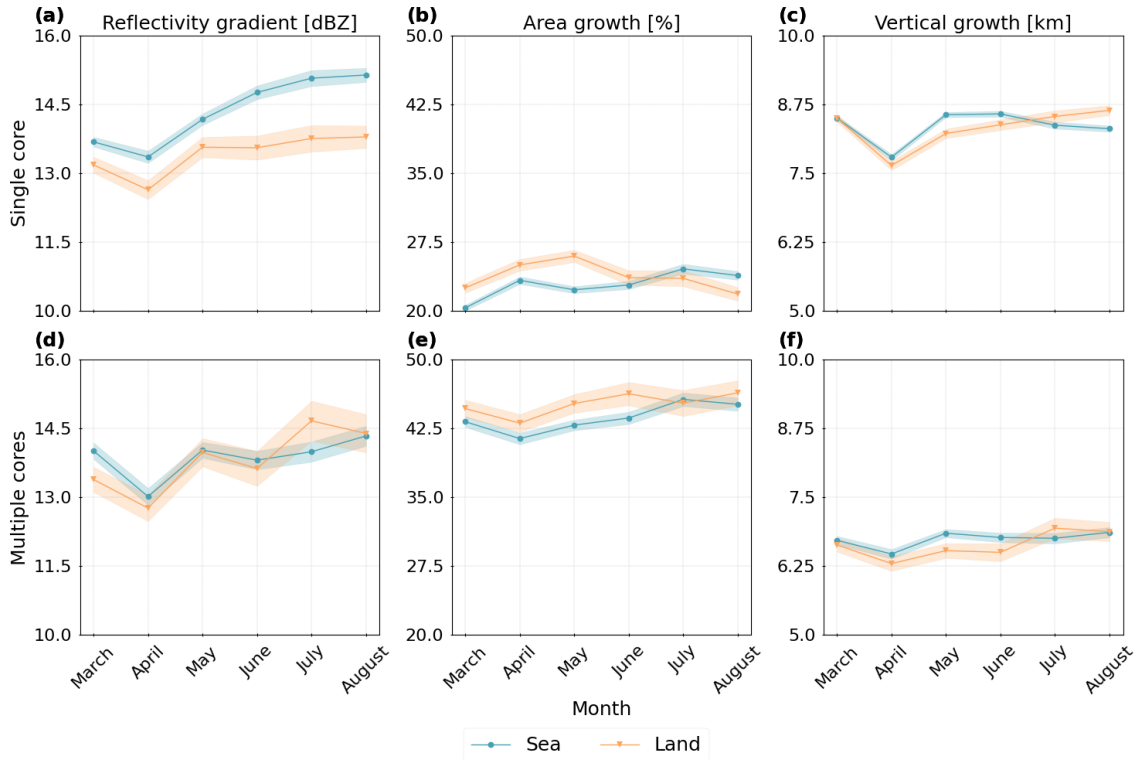 (a) Reflectivity gradient [dBZ]
(b) Area growth [%]
(c) Vertical growth [km]
Single core
16.0
14.5
13.0
11.5
10.0
50.0
42.5
35.0
27.5
20.0
10.0
8.75
7.5
6.25
5.0
(d)
(e)
(f)
Multiple cores
16.0
14.5
13.0
11.5
10.0
50.0
42.5
35.0
27.5
20.0
10.0
8.75
7.5
6.25
5.0
March April May June July August
March April May June July August
March April May June July August
Month
Sea Land